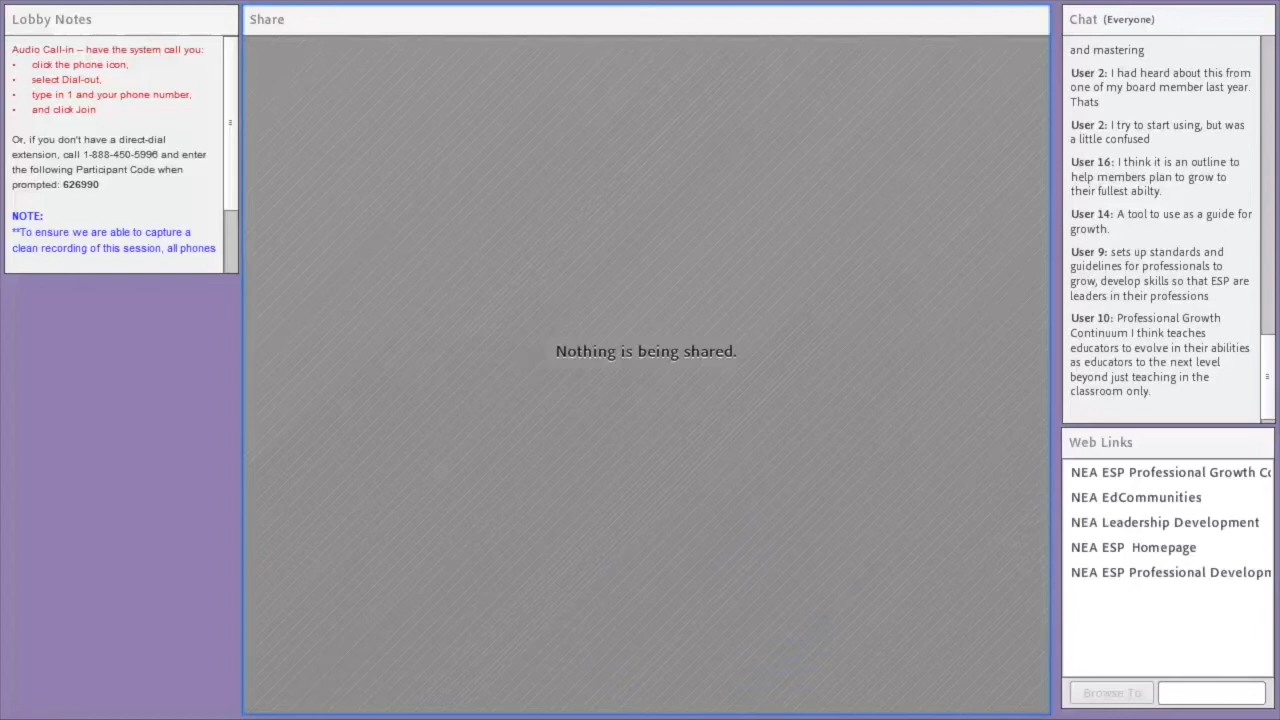 Lobby Notes
Audio Call-in – have the system call you:
• click the phone icon,
• select Dial-out,
• type in 1 and your phone number,
• and click Join
Or, if you don't have a direct-dial
extension, call 1-888-450-5996 and enter
the following Participant Code when
prompted: 626990
NOTE:
**To ensure we are able to capture a
clean recording of this session, all phones
Share
Nothing is being shared.
Chat (Everyone)
and mastering
User 2: I had heard about this from
one of my board member last year.
Thats
User 2: I try to start using, but was
a little confused
User 16: I think it is an outline to
help members plan to grow to
their fullest abilty.
User 14: A tool to use as a guide for
growth.
User 9: sets up standards and
guidelines for professionals to
grow, develop skills so that ESP are
leaders in their professions
User 10: Professional Growth
Continuum I think teaches
educators to evolve in their abilities
as educators to the next level
beyond just teaching in the
classroom only.
Web Links
NEA ESP Professional Growth Co
NEA EdCommunities
NEA Leadership Development
NEA ESP Homepage
NEA ESP Professional Developm
Browse To